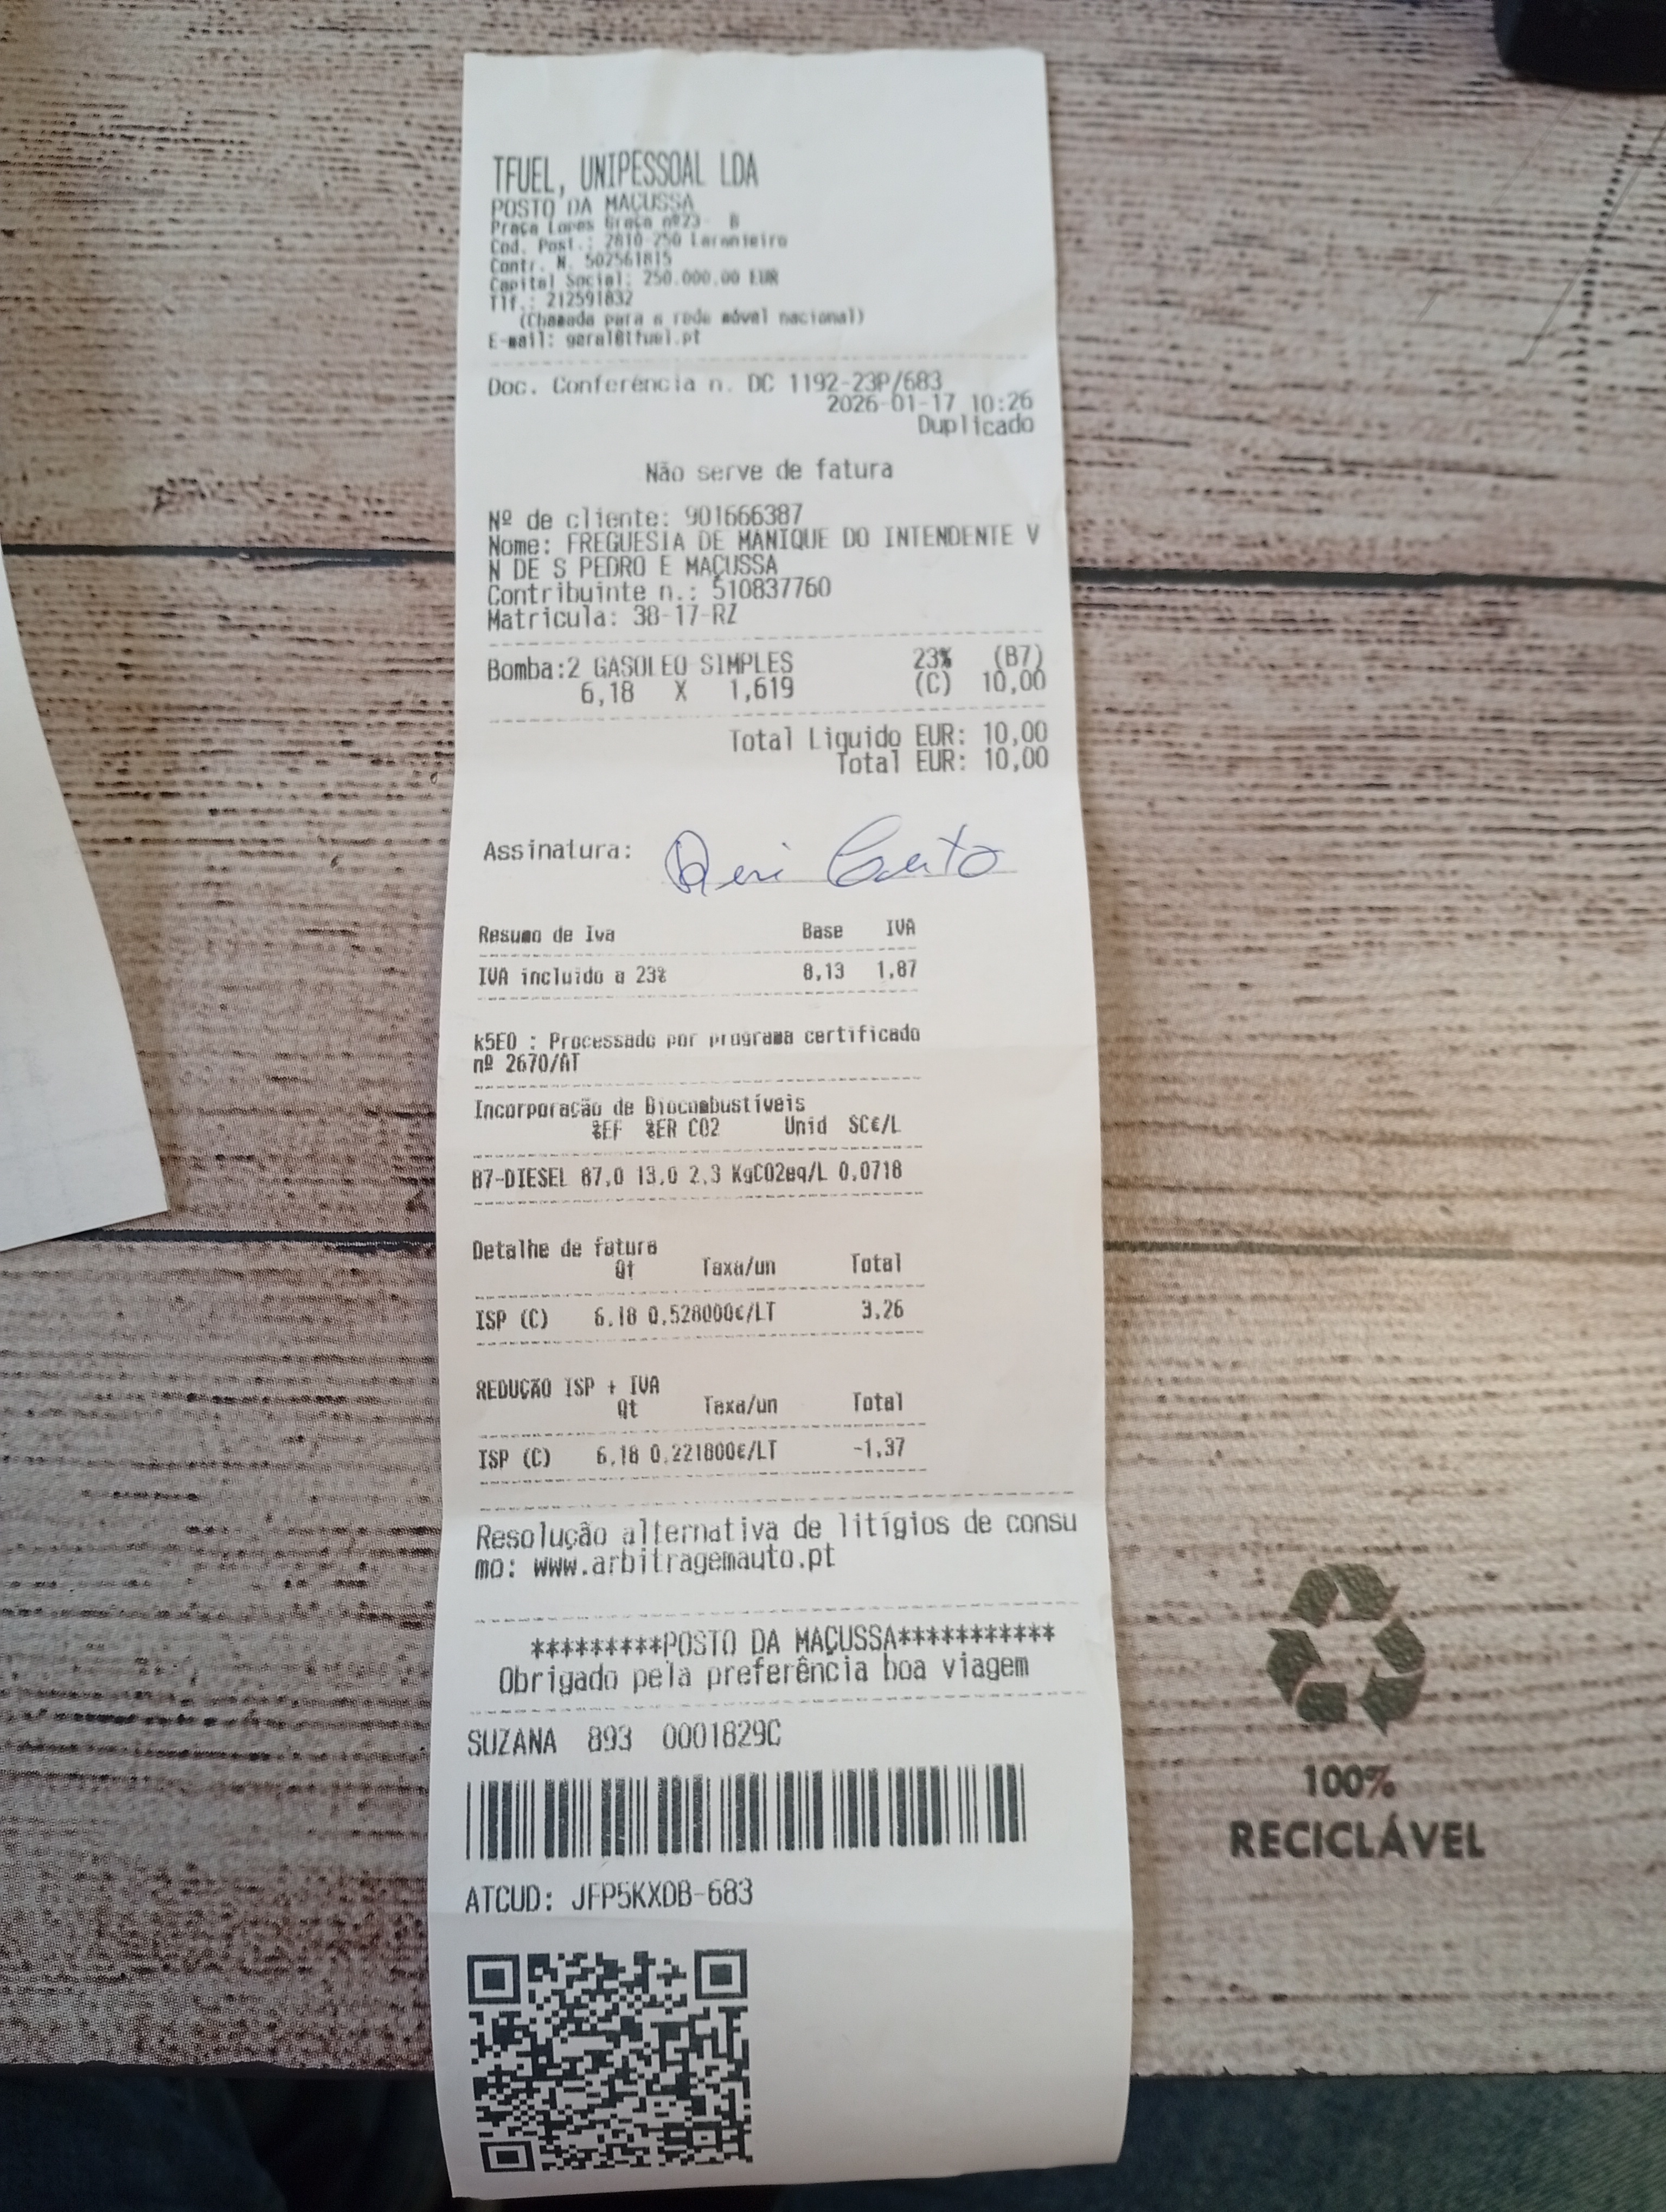 TFUEL, UNIPESSOAL LDA
POSTO DA MAÇUSSA
Praça Lopes Graça nº23 - B
Cod. Post.: 2810-250 Laranjeiro
Contr. N. 502561815
Capital Social: 250.000.00 EUR
Tlf.: 212591832
(Chamada para a rede móvel nacional)
E-mail: geral@tfuel.pt
Doc. Conferência n. DC 1192-23P/683
2026-01-17 10:26
Duplicado
Não serve de fatura
Nº de cliente: 901666387
Nome: FREGUESIA DE MANIQUE DO INTENDENTE V
N DE S PEDRO E MAÇUSSA
Contribuinte n.: 510837760
Matricula: 38-17-RZ
Bomba:2 GASOLEO SIMPLES 23% (B7)
6,18 X 1,619 (C) 10,00
Total Liquido EUR: 10,00
Total EUR: 10,00
Assinatura:
Resumo de Iva Base IVA
IVA incluido a 23% 8,13 1,87
k5E0 : Processado por programa certificado
nº 2670/AT
Incorporação de Biocombustíveis
%EF %ER CO2 Unid SC€/L
B7-DIESEL 87,0 13,0 2,3 KgCO2eq/L 0,0718
Detalhe de fatura
Qt Taxa/un Total
ISP (C) 6,18 0,528000€/LT 3,26
REDUÇÃO ISP + IVA
Qt Taxa/un Total
ISP (C) 6,18 0,221800€/LT -1,37
Resolução alternativa de litígios de consu
mo: www.arbitragemauto.pt
*********POSTO DA MAÇUSSA***********
Obrigado pela preferência boa viagem
SUZANA 893 0001829C
ATCUD: JFP5KXDB-683
100%
RECICLÁVEL